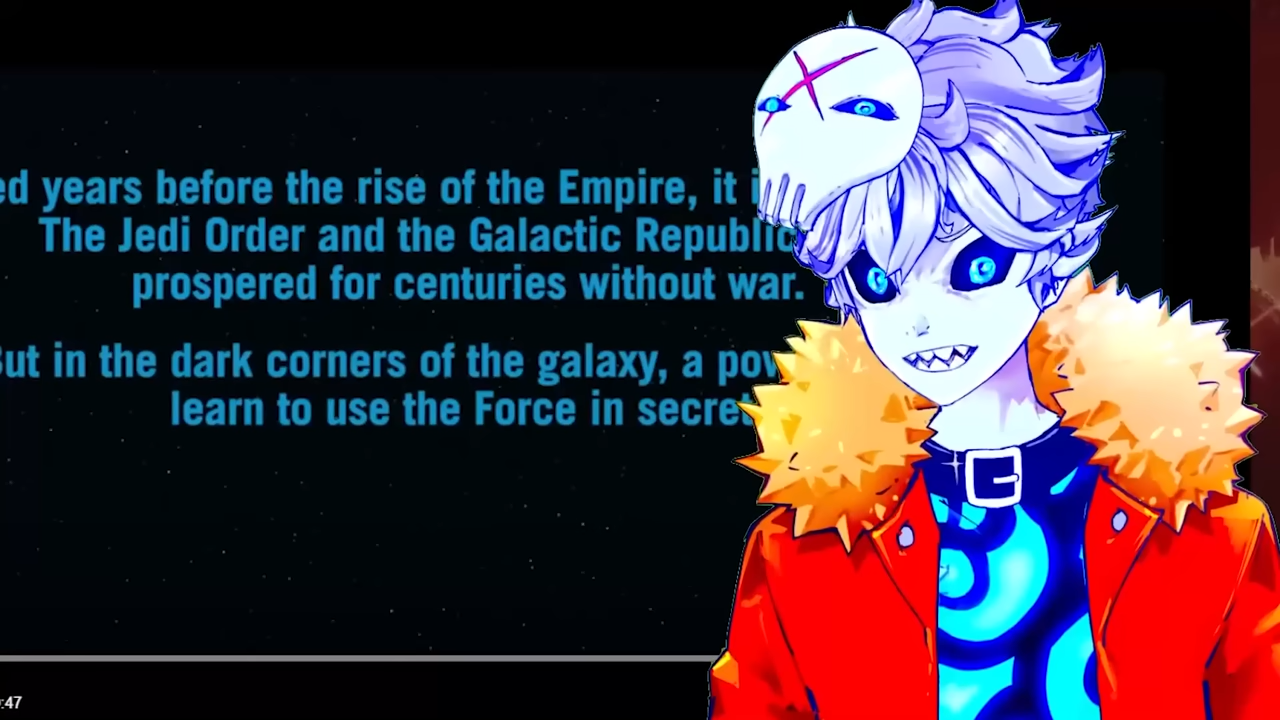 ed years before the rise of the Empire, it i
The Jedi Order and the Galactic Republic
prospered for centuries without war.
But in the dark corners of the galaxy, a pow
learn to use the Force in secret
:47